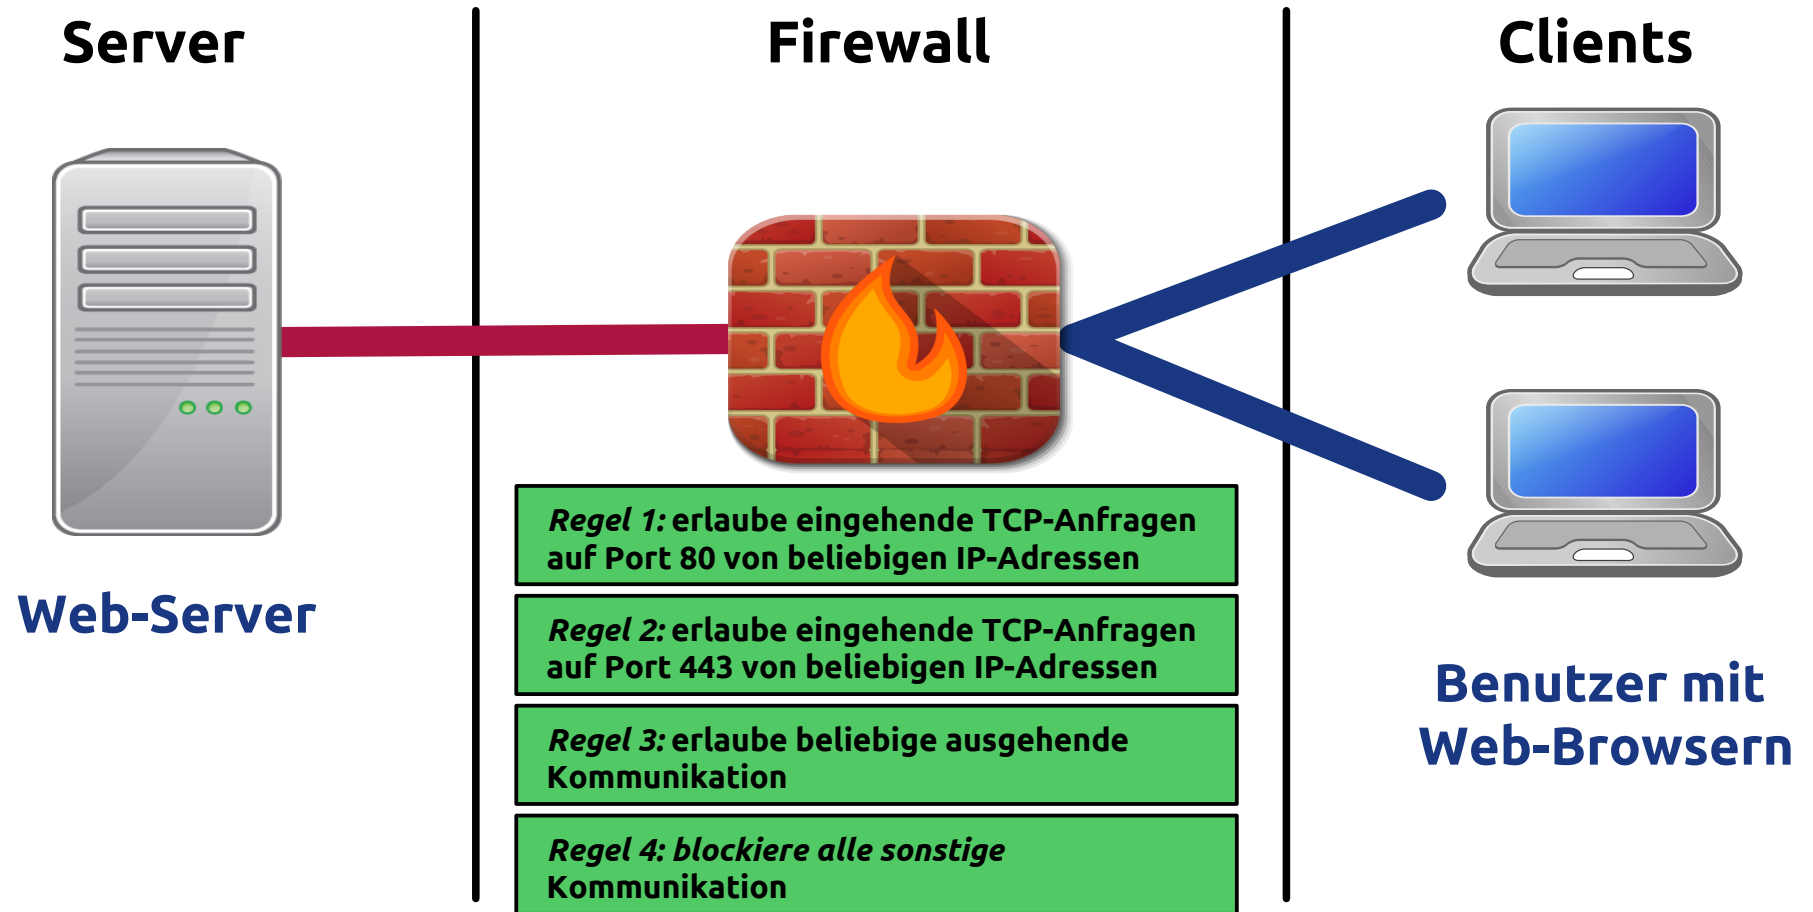 Server
Firewall
Clients
Web-Server
Regel 1: erlaube eingehende TCP-Anfragen
auf Port 80 von beliebigen IP-Adressen
Regel 2: erlaube eingehende TCP-Anfragen
auf Port 443 von beliebigen IP-Adressen
Regel 3: erlaube beliebige ausgehende
Kommunikation
Regel 4: blockiere alle sonstige
Kommunikation
Benutzer mit
Web-Browsern